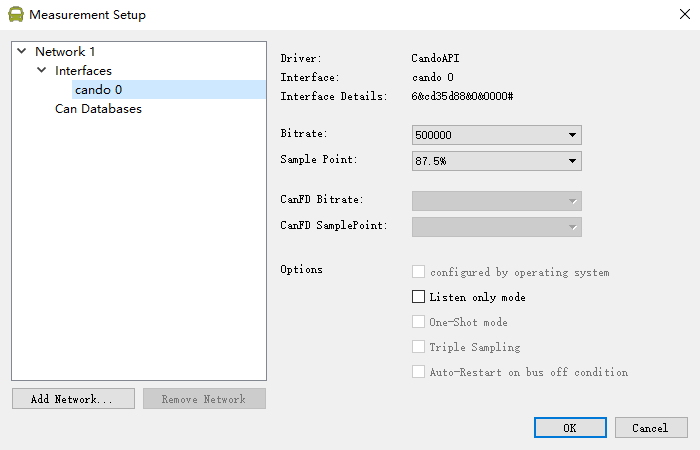 Measurement Setup
Network 1
Interfaces
cando 0
Can Databases
Add Network...
Remove Network
Driver: CandoAPI
Interface: cando 0
Interface Details: 6&cd35d88&0&0000#
Bitrate: 500000
Sample Point: 87.5%
CanFD Bitrate:
CanFD SamplePoint:
Options
configured by operating system
Listen only mode
One-Shot mode
Triple Sampling
Auto-Restart on bus off condition
OK
Cancel